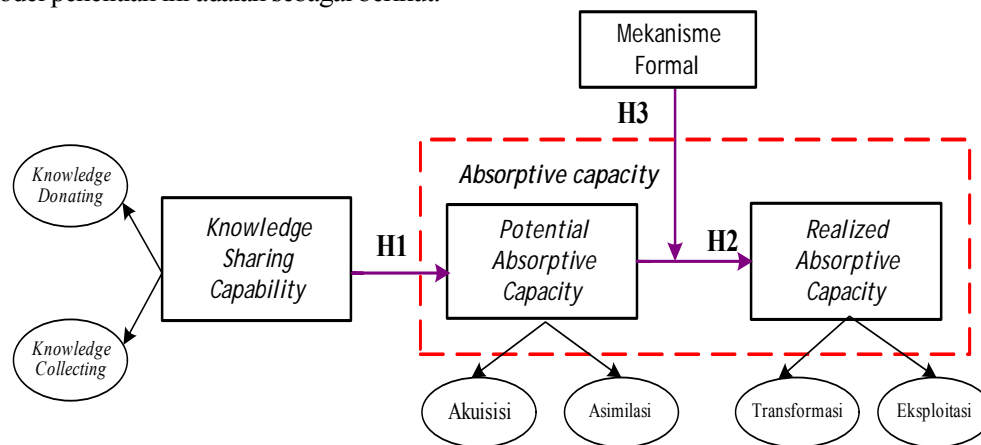 odel penelitian ini adalah sebagai berikut:
Mekanisme
Formal
H3
Knowledge
Donating
Absorptive capacity
Knowledge
Sharing
Capability
H1
Potential
Absorptive
Capacity
H2
Realized
Absorptive
Capacity
Knowledge
Collecting
Akuisisi
Asimilasi
Transformasi
Eksploitasi